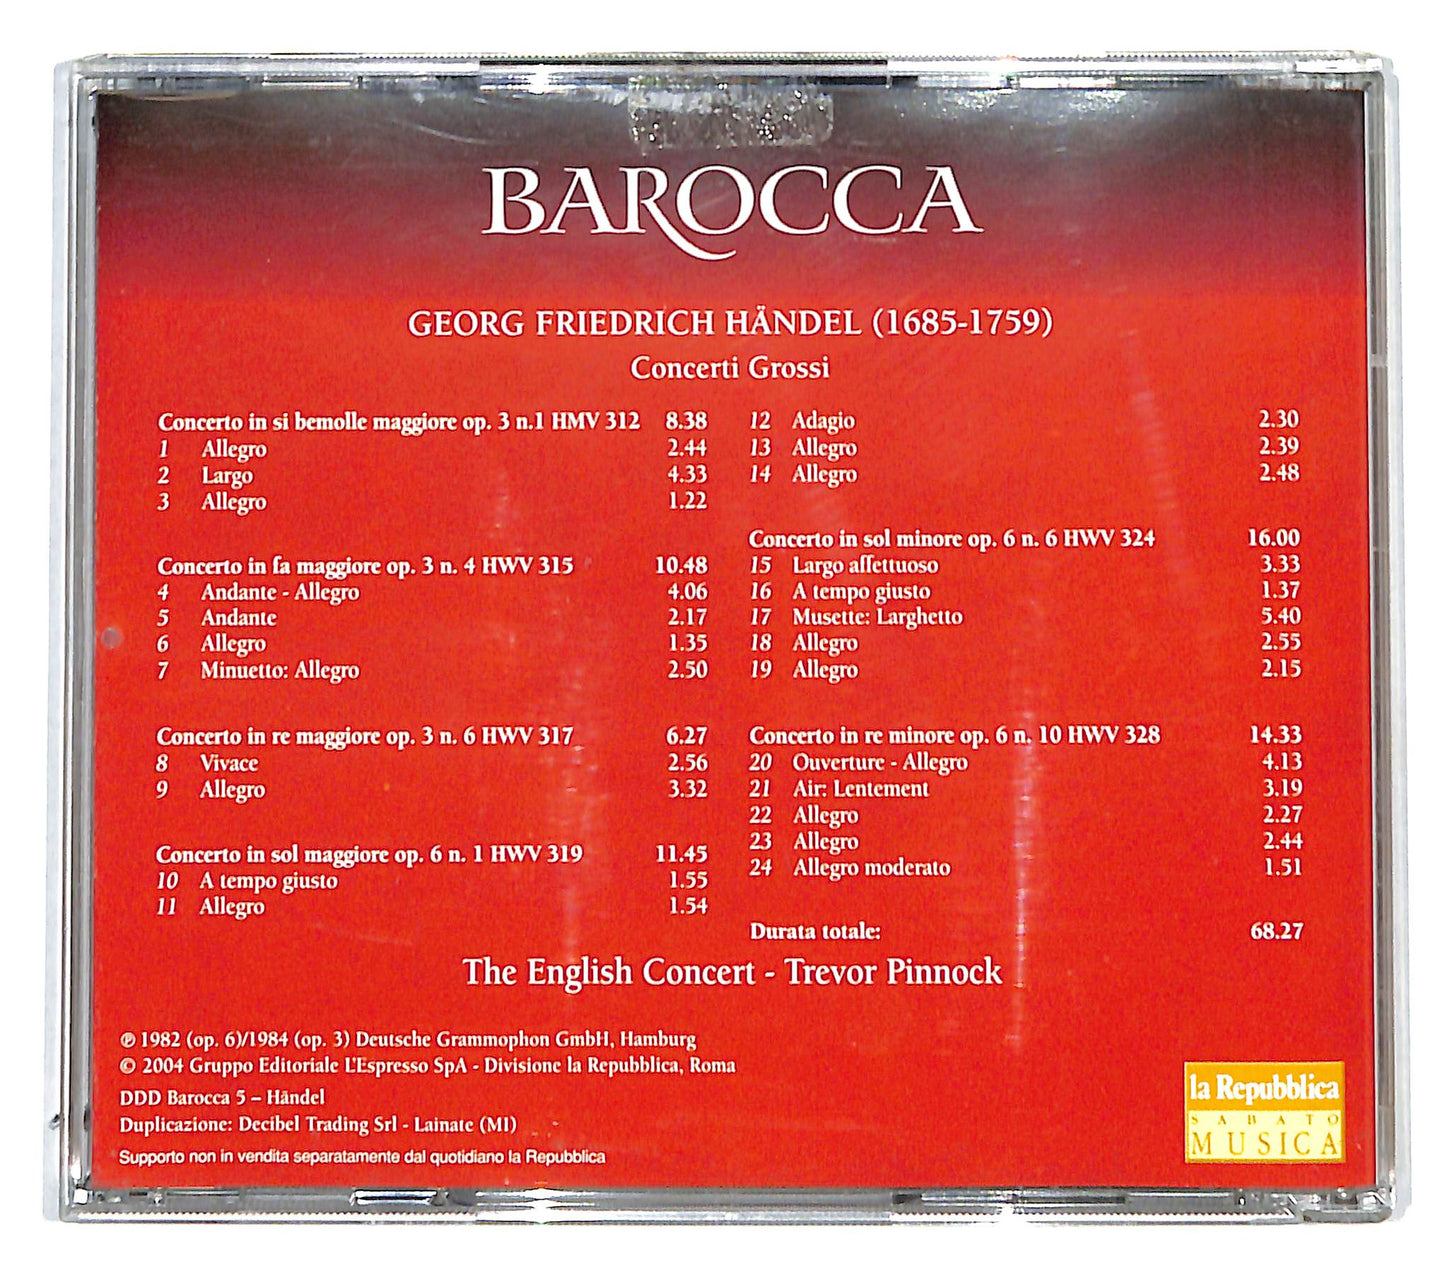 BAROCCA
GEORG FRIEDRICH HÄNDEL (1685-1759)
Concerti Grossi
Concerto in si bemolle maggiore op. 3 n.1 HMV 312 8.38
1 Allegro 2.44
2 Largo 4.33
3 Allegro 1.22
Concerto in fa maggiore op. 3 n. 4 HWV 315 10.48
4 Andante - Allegro 4.06
5 Andante 2.17
6 Allegro 1.35
7 Minuetto: Allegro 2.50
Concerto in re maggiore op. 3 n. 6 HWV 317 6.27
8 Vivace 2.56
9 Allegro 3.32
Concerto in sol maggiore op. 6 n. 1 HWV 319 11.45
10 A tempo giusto 1.55
11 Allegro 1.54
12 Adagio 2.30
13 Allegro 2.39
14 Allegro 2.48
Concerto in sol minore op. 6 n. 6 HWV 324 16.00
15 Largo affettuoso 3.33
16 A tempo giusto 1.37
17 Musette: Larghetto 5.40
18 Allegro 2.55
19 Allegro 2.15
Concerto in re minore op. 6 n. 10 HWV 328 14.33
20 Ouverture - Allegro 4.13
21 Air: Lentement 3.19
22 Allegro 2.27
23 Allegro 2.44
24 Allegro moderato 1.51
Durata totale: 68.27
The English Concert - Trevor Pinnock
℗ 1982 (op. 6)/1984 (op. 3) Deutsche Grammophon GmbH, Hamburg
© 2004 Gruppo Editoriale L'Espresso SpA - Divisione la Repubblica, Roma
DDD Barocca 5 – Händel
Duplicazione: Decibel Trading Srl - Lainate (MI)
Supporto non in vendita separatamente dal quotidiano la Repubblica
la Repubblica
SABATO
MUSICA